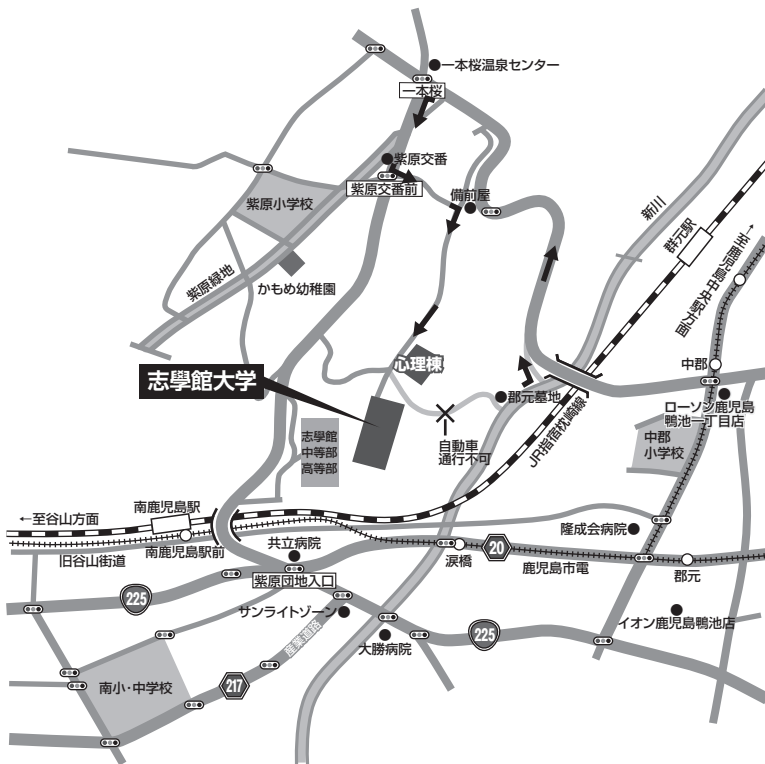 一本桜温泉センター
一本桜
紫原交番
紫原交番前
備前屋
紫原小学校
新川
群元駅
→至鹿児島中央駅方面
紫原緑地
かもめ幼稚園
心理棟
中郡
志學館大学
郡元墓地
ローソン鹿児島
鴨池一丁目店
志學館
中等部
高等部
自動車
通行不可
JR指宿枕崎線
中郡
小学校
←至谷山方面
南鹿児島駅
南鹿児島駅前
旧谷山街道
共立病院
涙橋
20
隆成会病院
鹿児島市電
郡元
紫原団地入口
225
サンライトゾーン
イオン鹿児島鴨池店
産業道路
大勝病院
225
南小・中学校
217